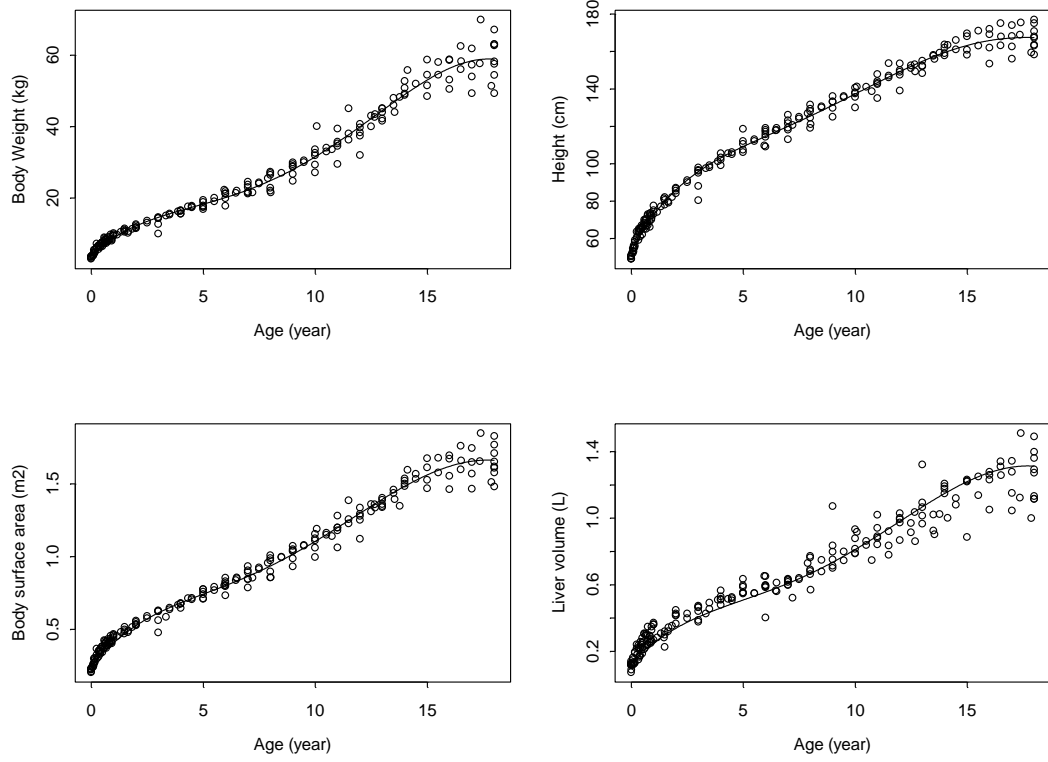 Body Weight (kg)
60
40
20
0 5 10 15
Age (year)
Height (cm)
180
140
100
80
60
0 5 10 15
Age (year)
Body surface area (m2)
1.5
1.0
0.5
0 5 10 15
Age (year)
Liver volume (L)
1.4
1.0
0.6
0.2
0 5 10 15
Age (year)